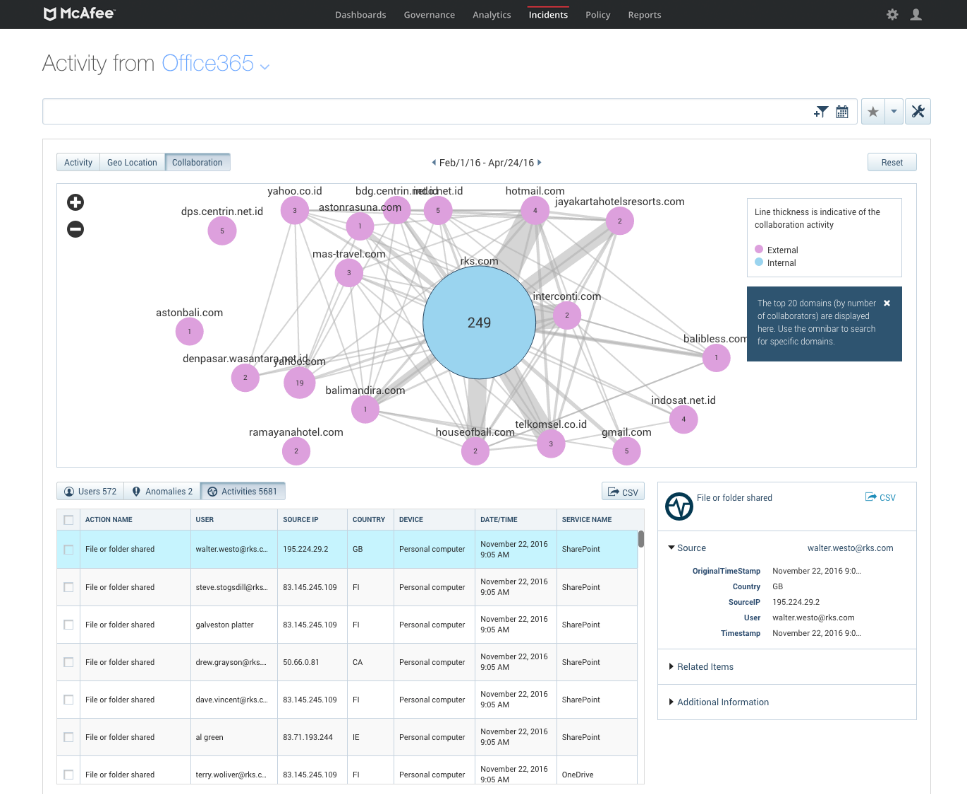 McAfee
Dashboards Governance Analytics Incidents Policy Reports
Activity from Office365
Activity Geo Location Collaboration
Feb/1/16 - Apr/24/16
Reset
yahoo.co.id
3
bdg.centrin.net.id
indo.net.id
5
hotmail.com
4
dps.centrin.net.id
5
astonrasuna.com
1
jayakartahotelsresorts.com
2
mas-travel.com
3
rks.com
249
interconti.com
2
astonbali.com
1
balibless.com
1
denpasar.wasantara.net.id
2
yahoo.com
19
balimandira.com
1
indosat.net.id
4
ramayanahotel.com
2
houseofbali.com
2
telkomsel.co.id
3
gmail.com
5
Line thickness is indicative of the
collaboration activity
External
Internal
The top 20 domains (by number
of collaborators) are displayed
here. Use the omnibar to search
for specific domains.
Users 572 Anomalies 2 Activities 5681
CSV
ACTION NAME USER SOURCE IP COUNTRY DEVICE DATE/TIME SERVICE NAME
File or folder shared walter.westo@rks.c... 195.224.29.2 GB Personal computer November 22, 2016 9:05 AM SharePoint
File or folder shared steve.stogsdill@rks... 83.145.245.109 FI Personal computer November 22, 2016 9:05 AM SharePoint
File or folder shared galveston platter 83.145.245.109 FI Personal computer November 22, 2016 9:05 AM SharePoint
File or folder shared drew.grayson@rks.... 50.66.0.81 CA Personal computer November 22, 2016 9:05 AM SharePoint
File or folder shared dave.vincent@rks.c... 83.145.245.109 FI Personal computer November 22, 2016 9:05 AM SharePoint
File or folder shared al green 83.71.193.244 IE Personal computer November 22, 2016 9:05 AM SharePoint
File or folder shared terry.woliver@rks.c... 83.145.245.109 FI Personal computer November 22, 2016 9:05 AM OneDrive
File or folder shared
CSV
Source walter.westo@rks.com
OriginalTimeStamp November 22, 2016 9:0...
Country GB
SourceIP 195.224.29.2
User walter.westo@rks.com
Timestamp November 22, 2016 9:0...
Related Items
Additional Information